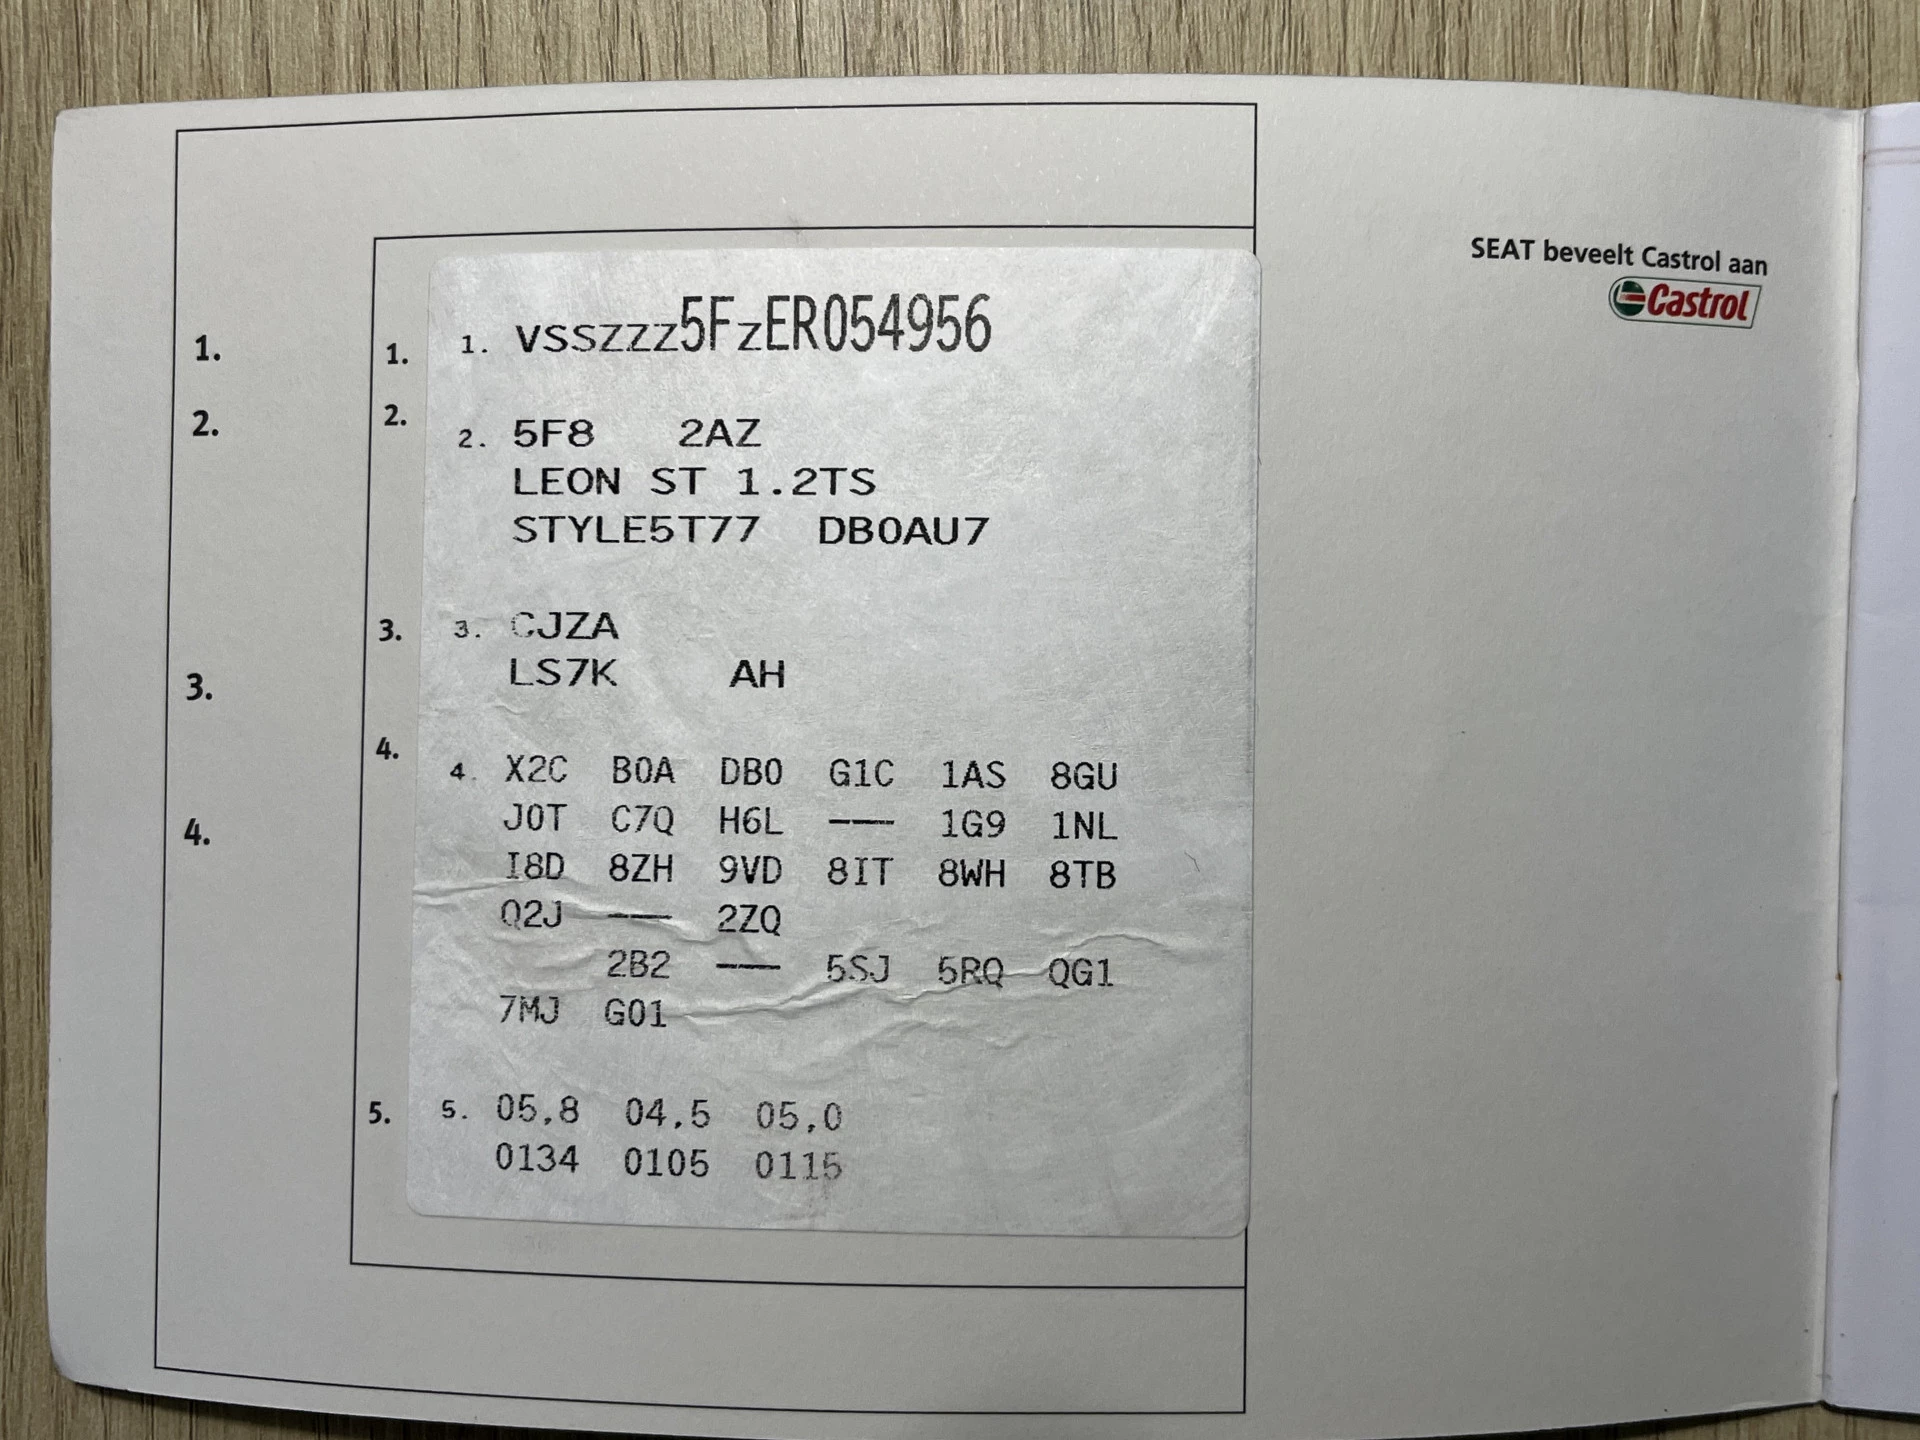 SEAT beveelt Castrol aan
Castrol
1.
2.
3.
4.
1.
2.
3.
4.
5.
1. VSSZZZ5FZER054956
2. 5F8 2AZ
LEON ST 1.2TS
STYLE5T77 DB0AU7
3. CJZA
LS7K AH
4. X2C B0A DB0 G1C 1AS 8GU
J0T C7Q H6L --- 1G9 1NL
I8D 8ZH 9VD 8IT 8WH 8TB
Q2J --- 2ZQ
2B2 --- 5SJ 5RQ QG1
7MJ G01
5. 05,8 04,5 05,0
0134 0105 0115